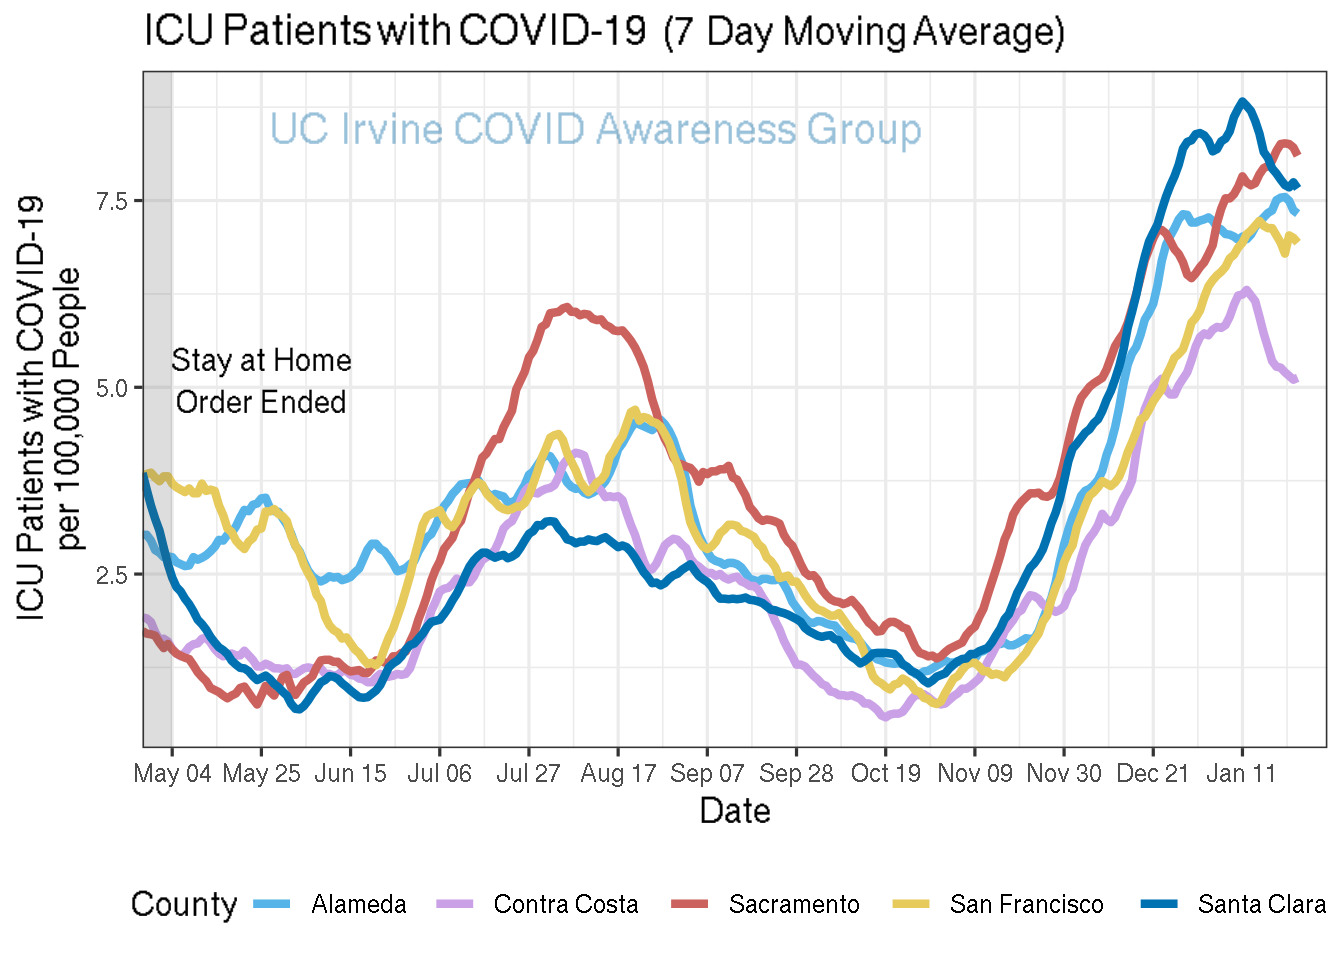 ICU Patients with COVID-19 (7 Day Moving Average)
UC Irvine COVID Awareness Group
ICU Patients with COVID-19
per 100,000 People
7.5
5.0
2.5
Stay at Home
Order Ended
May 04 May 25 Jun 15 Jul 06 Jul 27 Aug 17 Sep 07 Sep 28 Oct 19 Nov 09 Nov 30 Dec 21 Jan 11
Date
County Alameda Contra Costa Sacramento San Francisco Santa Clara